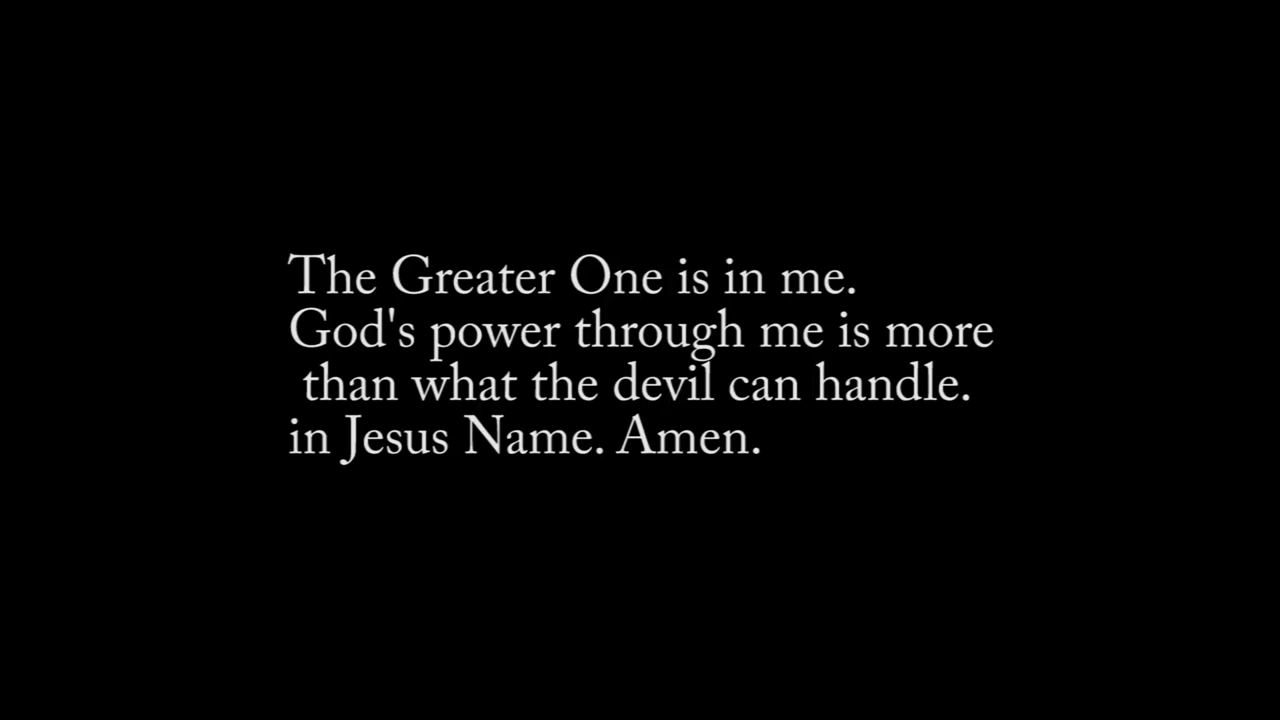 The Greater One is in me.
God's power through me is more
than what the devil can handle.
in Jesus Name. Amen.